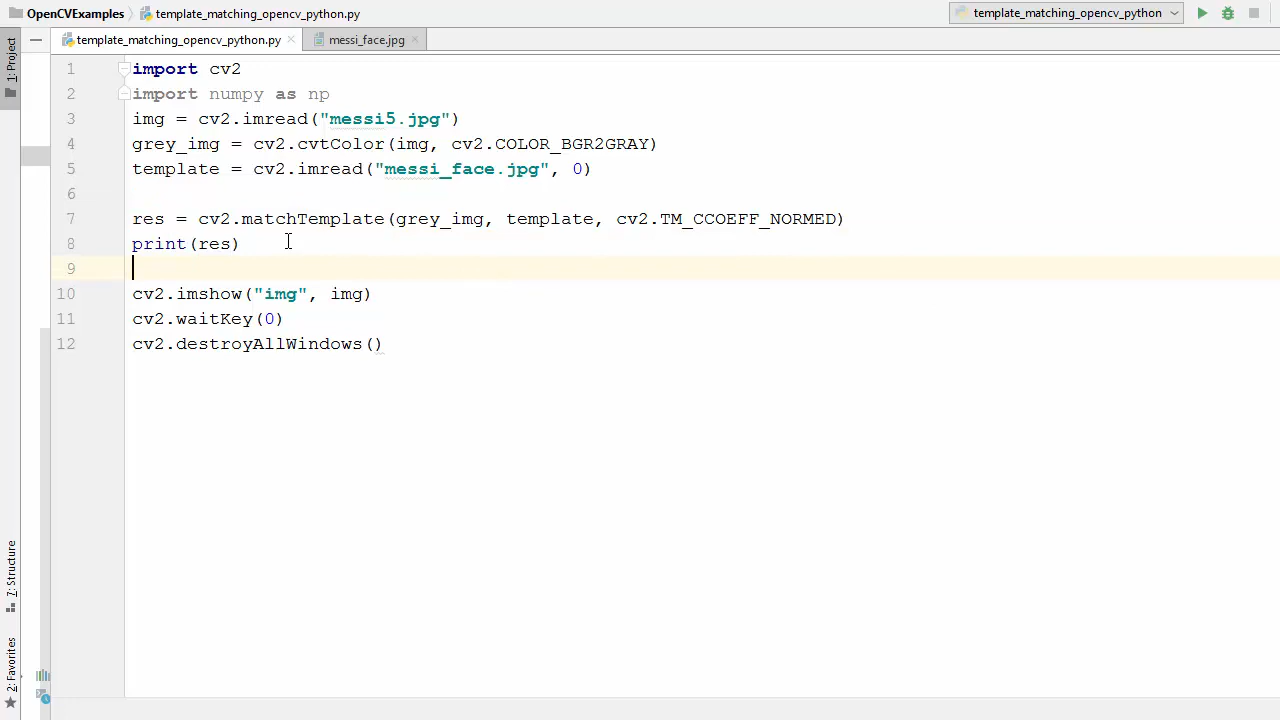 OpenCVExamples template_matching_opencv_python.py template_matching_opencv_python
template_matching_opencv_python.py messi_face.jpg
1: Project
1 import cv2
2 import numpy as np
3 img = cv2.imread("messi5.jpg")
4 grey_img = cv2.cvtColor(img, cv2.COLOR_BGR2GRAY)
5 template = cv2.imread("messi_face.jpg", 0)
6
7 res = cv2.matchTemplate(grey_img, template, cv2.TM_CCOEFF_NORMED)
8 print(res)
9
10 cv2.imshow("img", img)
11 cv2.waitKey(0)
12 cv2.destroyAllWindows()
Z: Structure
2: Favorites